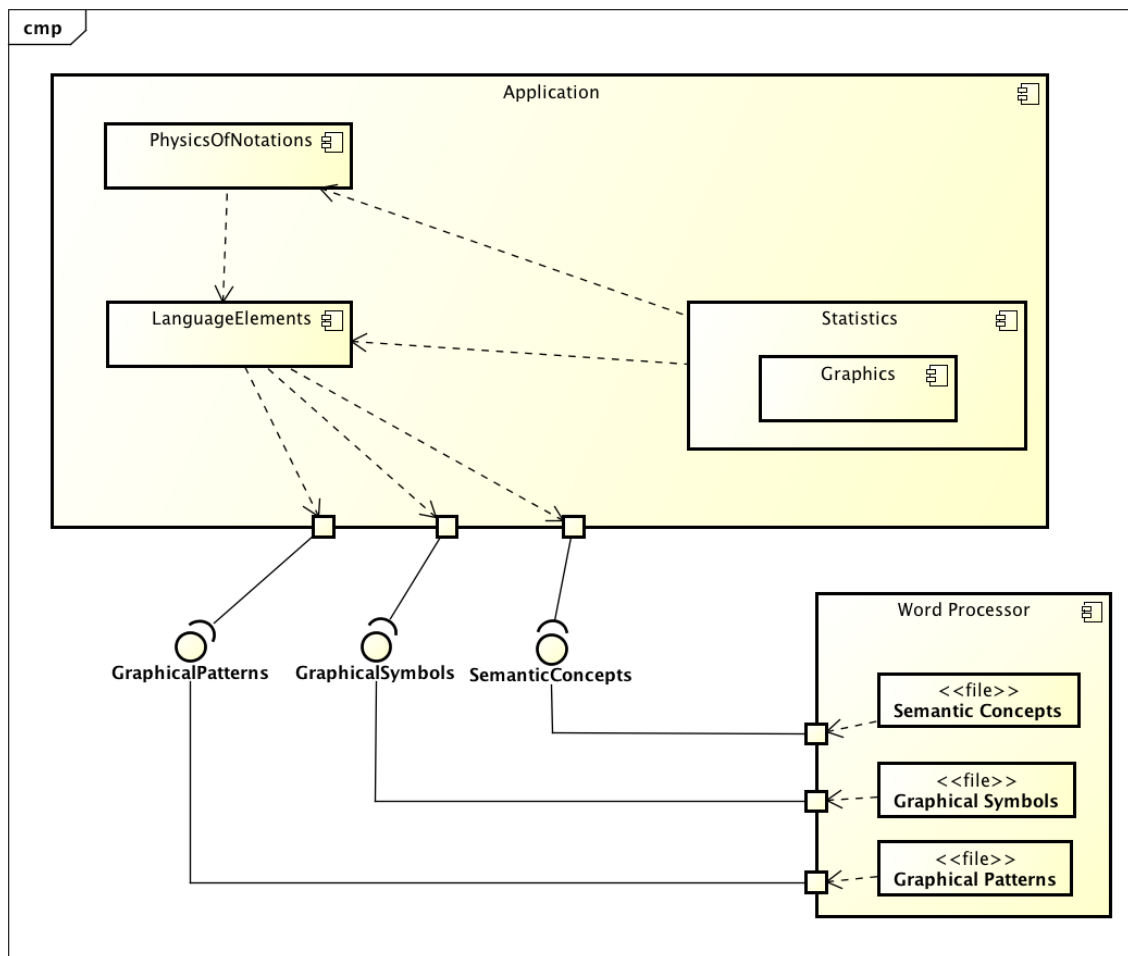 cmp
Application
PhysicsOfNotations
LanguageElements
Statistics
Graphics
GraphicalPatterns
GraphicalSymbols
SemanticConcepts
Word Processor
<<file>>
Semantic Concepts
<<file>>
Graphical Symbols
<<file>>
Graphical Patterns